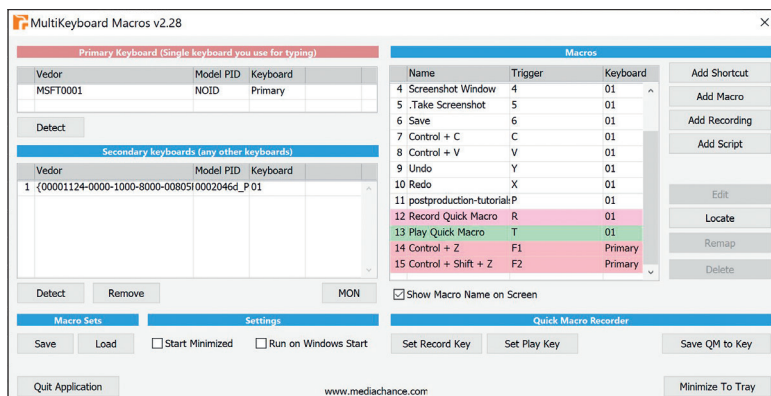 MultiKeyboard Macros v2.28
Primary Keyboard (Single keyboard you use for typing)
Vedor Model PID Keyboard
MSFT0001 NOID Primary
Detect
Secondary keyboards (any other keyboards)
Vedor Model PID Keyboard
1 {00001124-0000-1000-8000-00805 0002046d_P 01
Detect Remove MON
Macro Sets Settings
Save Load Start Minimized Run on Windows Start
Quit Application
Macros
Name Trigger Keyboard
4 Screenshot Window 4 01
5 .Take Screenshot 5 01
6 Save 6 01
7 Control + C C 01
8 Control + V V 01
9 Undo Y 01
10 Redo X 01
11 postproduction-tutorials P 01
12 Record Quick Macro R 01
13 Play Quick Macro T 01
14 Control + Z F1 Primary
15 Control + Shift + Z F2 Primary
Show Macro Name on Screen
Add Shortcut
Add Macro
Add Recording
Add Script
Edit
Locate
Remap
Delete
Quick Macro Recorder
Set Record Key Set Play Key Save QM to Key
www.mediachance.com
Minimize To Tray